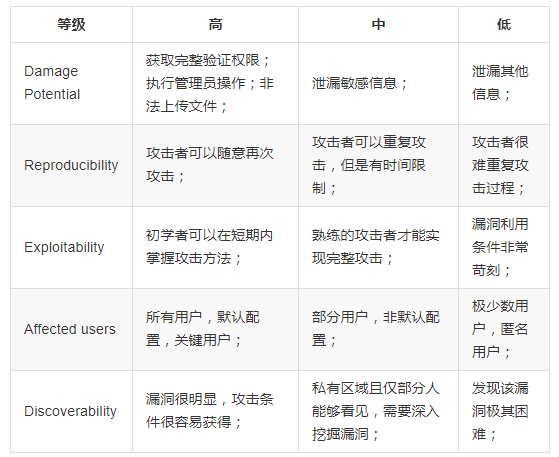 等级 高 中 低
Damage Potential
获取完整验证权限；
执行管理员操作；非
法上传文件；
泄漏敏感信息；
泄漏其他
信息；
Reproducibility
攻击者可以随意再次
攻击；
攻击者可以重复攻
击，但是有时间限
制；
攻击者很
难重复攻
击过程；
Exploitability
初学者可以在短期内
掌握攻击方法；
熟练的攻击者才能实
现完整攻击；
漏洞利用
条件非常
苛刻；
Affected users
所有用户，默认配
置，关键用户；
部分用户，非默认配
置；
极少数用
户，匿名
用户；
Discoverability
漏洞很明显，攻击条
件很容易获得；
私有区域且仅部分人
能够看见，需要深入
挖掘漏洞；
发现该漏
洞极其困
难；